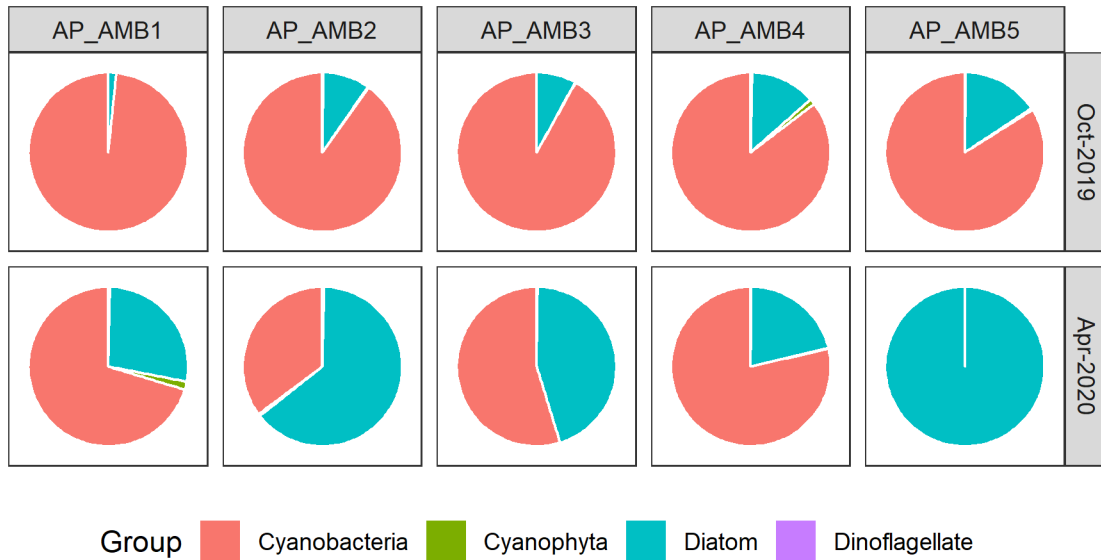 AP_AMB1 AP_AMB2 AP_AMB3 AP_AMB4 AP_AMB5
Oct-2019
Apr-2020
Group Cyanobacteria Cyanophyta Diatom Dinoflagellate